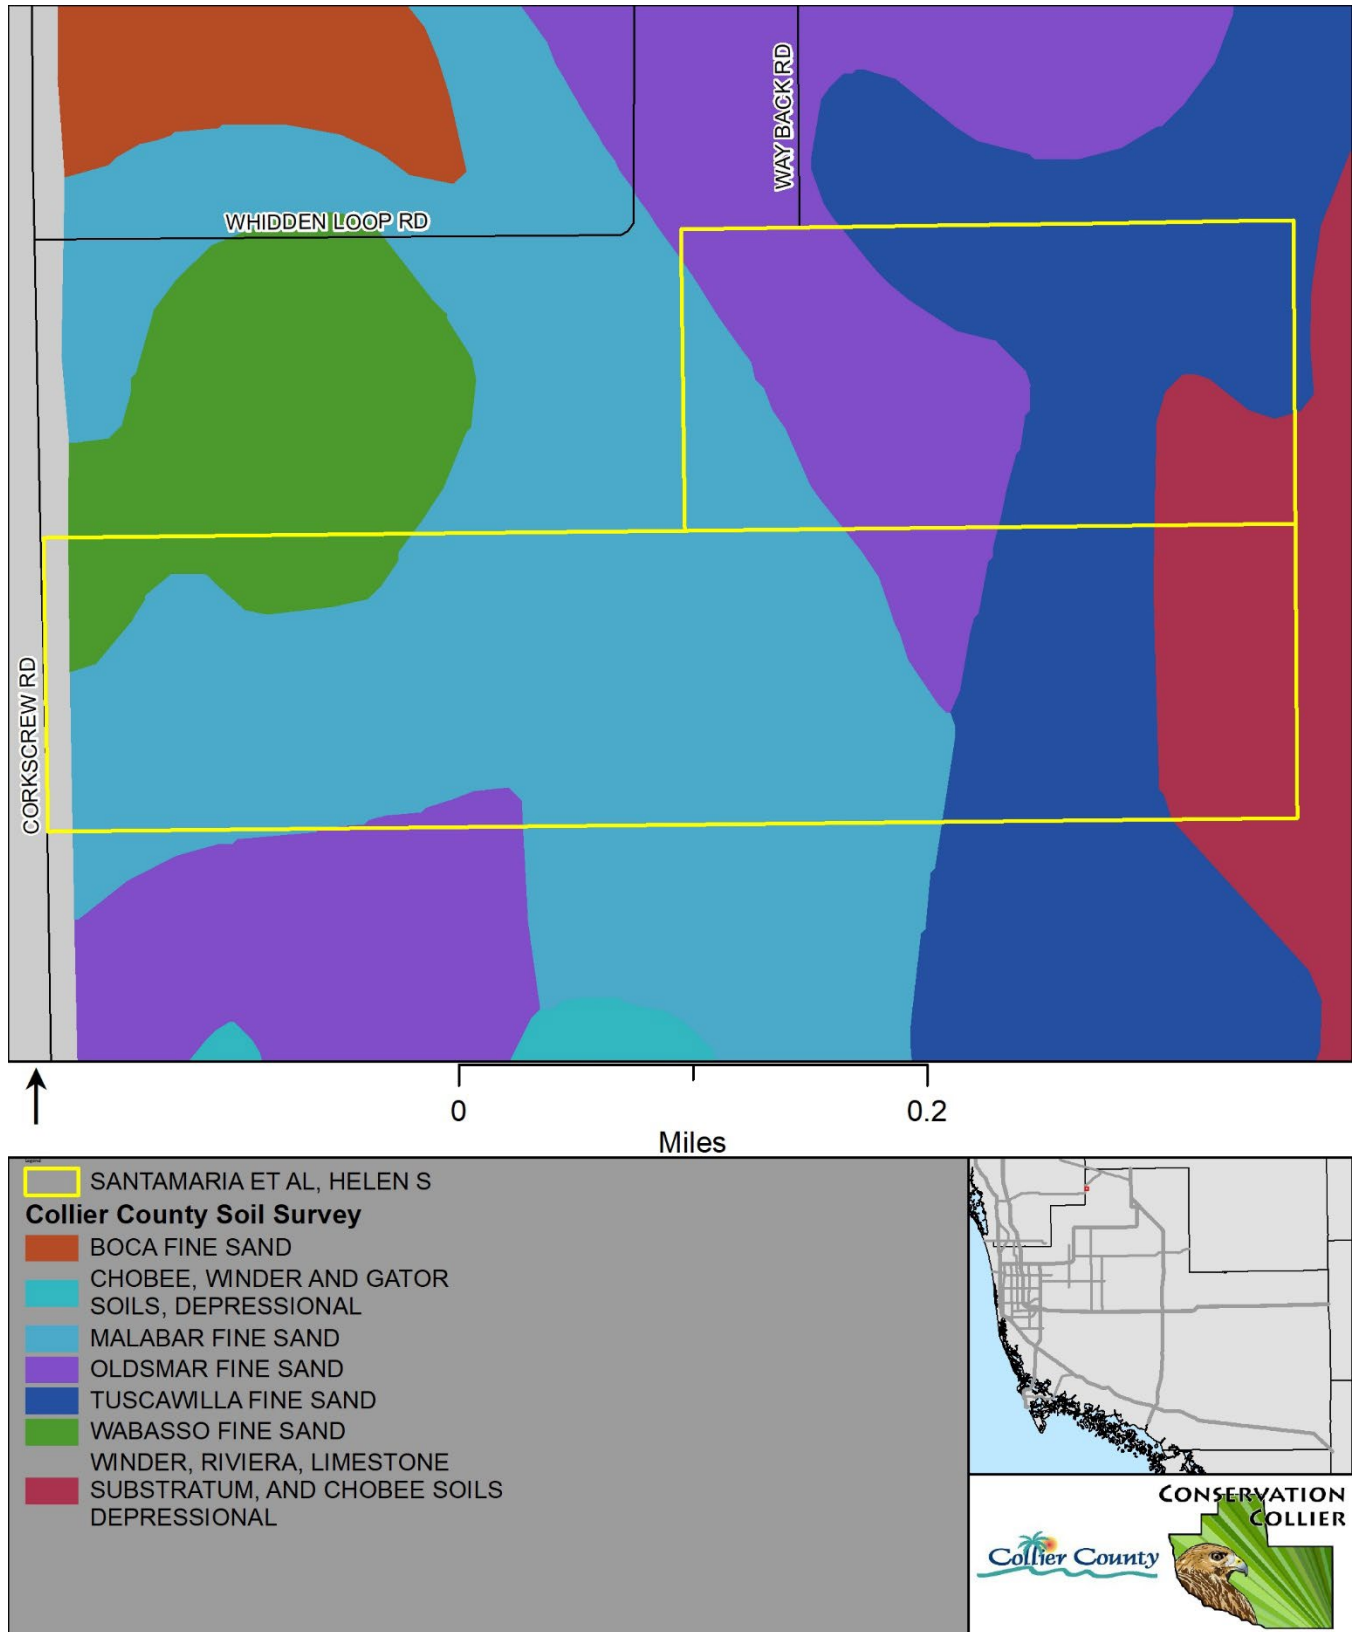 WAY BACK RD
WHIDDEN LOOP RD
CORKSCREW RD
0 0.2
Miles
SANTAMARIA ET AL, HELEN S
Collier County Soil Survey
BOCA FINE SAND
CHOBEE, WINDER AND GATOR
SOILS, DEPRESSIONAL
MALABAR FINE SAND
OLDSMAR FINE SAND
TUSCAWILLA FINE SAND
WABASSO FINE SAND
WINDER, RIVIERA, LIMESTONE
SUBSTRATUM, AND CHOBEE SOILS
DEPRESSIONAL
CONSERVATION
COLLIER
Collier County